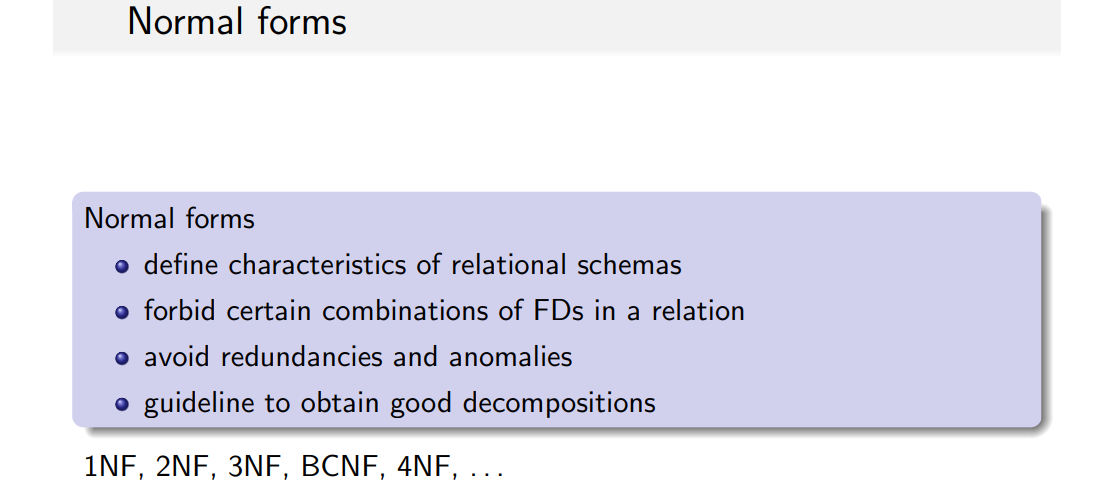 Normal forms
Normal forms
define characteristics of relational schemas
forbid certain combinations of FDs in a relation
avoid redundancies and anomalies
guideline to obtain good decompositions
1NF, 2NF, 3NF, BCNF, 4NF, ...